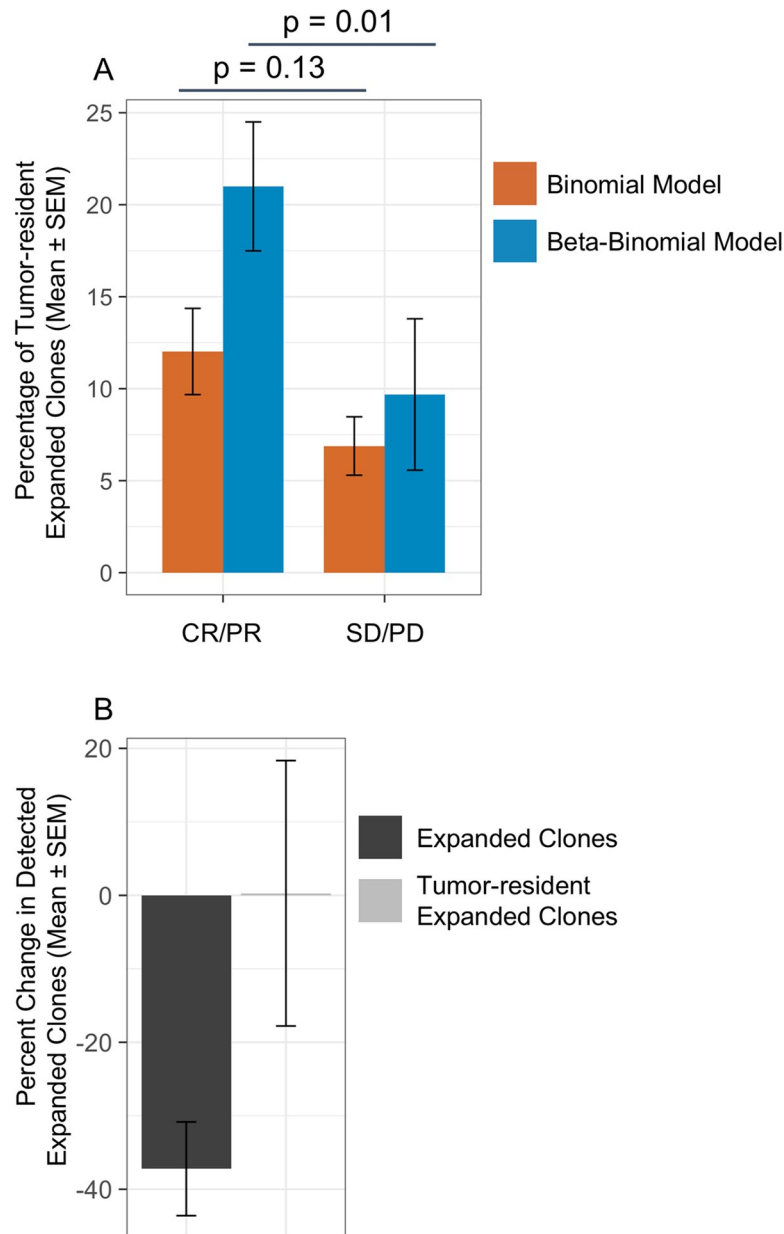 p = 0.01
A
p = 0.13
Percentage of Tumor-resident
Expanded Clones (Mean ± SEM)
25
20
15
10
5
0
CR/PR
SD/PD
Binomial Model
Beta-Binomial Model
B
Percent Change in Detected
Expanded Clones (Mean ± SEM)
20
0
-20
-40
Expanded Clones
Tumor-resident
Expanded Clones